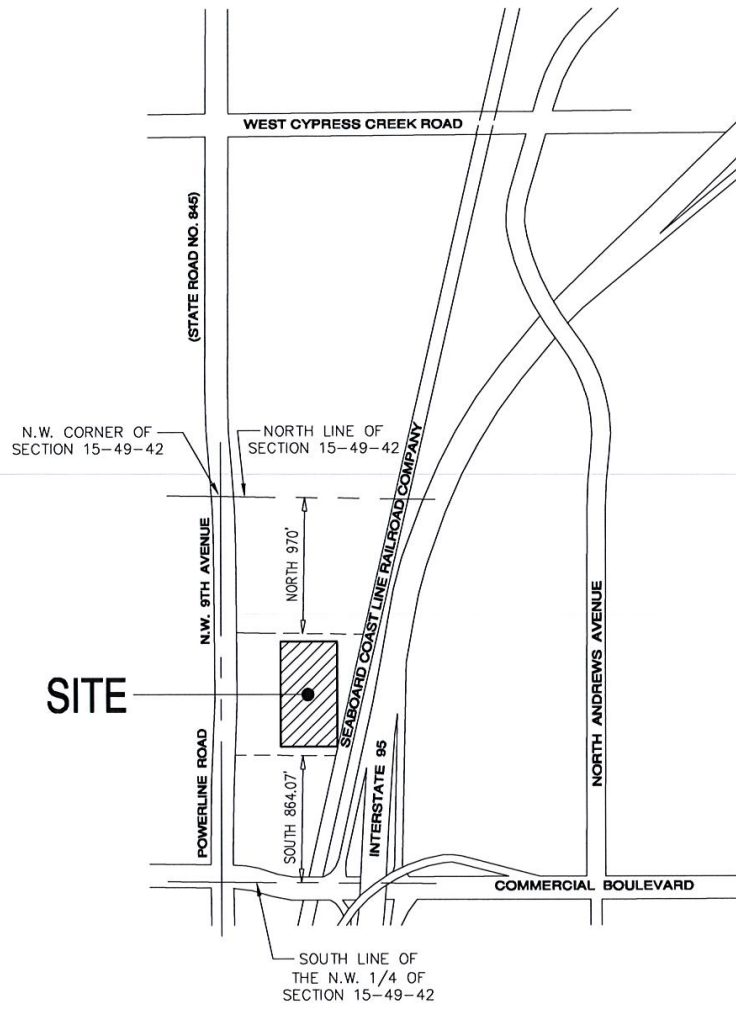 WEST CYPRESS CREEK ROAD
(STATE ROAD NO. 845)
N.W. CORNER OF
SECTION 15-49-42
NORTH LINE OF
SECTION 15-49-42
SEABOARD COAST LINE RAILROAD COMPANY
N.W. 9TH AVENUE
NORTH 970'
SITE
NORTH ANDREWS AVENUE
POWERLINE ROAD
SOUTH 864.07'
INTERSTATE 95
COMMERCIAL BOULEVARD
SOUTH LINE OF
THE N.W. 1/4 OF
SECTION 15-49-42